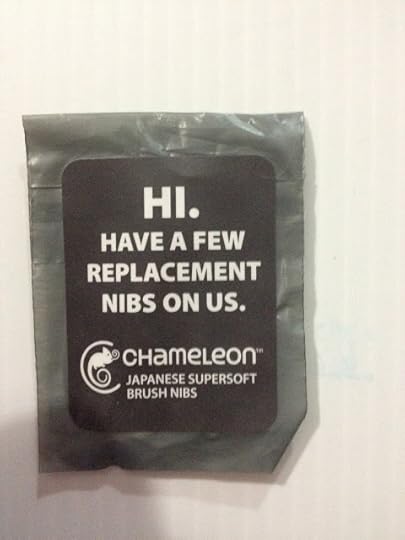 HI.
HAVE A FEW
REPLACEMENT
NIBS ON US.
CHAMELEON™
JAPANESE SUPERSOFT
BRUSH NIBS